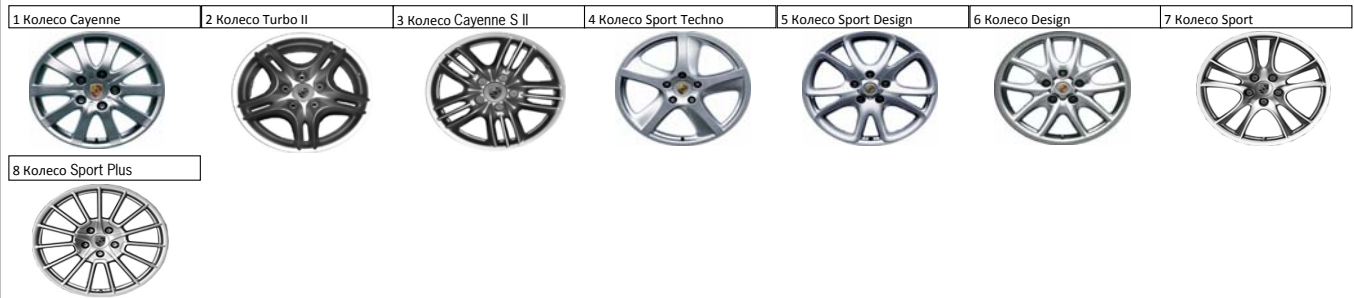 1 Колесо Cayenne
2 Колесо Turbo II
3 Колесо Cayenne S II
4 Колесо Sport Techno
5 Колесо Sport Design
6 Колесо Design
7 Колесо Sport
8 Колесо Sport Plus